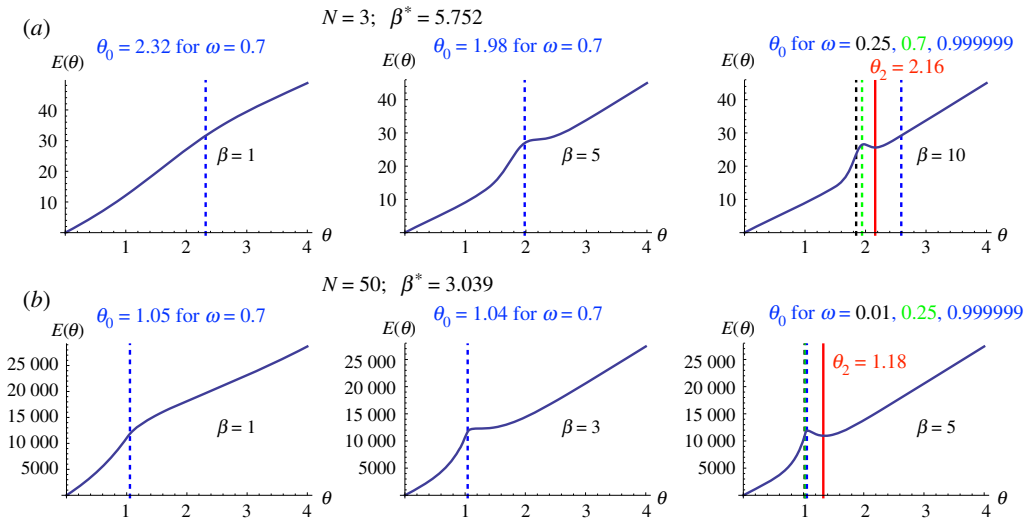 (a)
N = 3; β* = 5.752
θ0 = 2.32 for ω = 0.7
θ0 = 1.98 for ω = 0.7
θ0 for ω = 0.25, 0.7, 0.999999
E(θ)
40
30
20
10
1 2 3 4 θ
β = 1
E(θ)
40
30
20
10
1 2 3 4 θ
β = 5
E(θ)
θ2 = 2.16
40
30
20
10
1 2 3 4 θ
β = 10
(b)
N = 50; β* = 3.039
θ0 = 1.05 for ω = 0.7
θ0 = 1.04 for ω = 0.7
θ0 for ω = 0.01, 0.25, 0.999999
E(θ)
25 000
20 000
15 000
10 000
5000
1 2 3 4 θ
β = 1
E(θ)
25 000
20 000
15 000
10 000
5000
1 2 3 4 θ
β = 3
E(θ)
θ2 = 1.18
25 000
20 000
15 000
10 000
5000
1 2 3 4 θ
β = 5